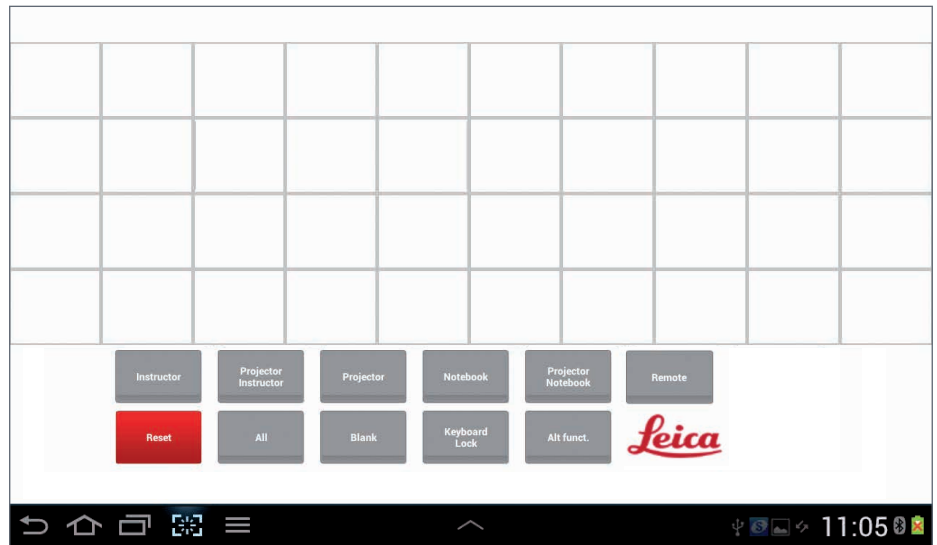 Instructor
Projector
Instructor
Projector
Notebook
Projector
Notebook
Remote
Reset
All
Blank
Keyboard
Lock
Alt funct.
Leica
S
11:05